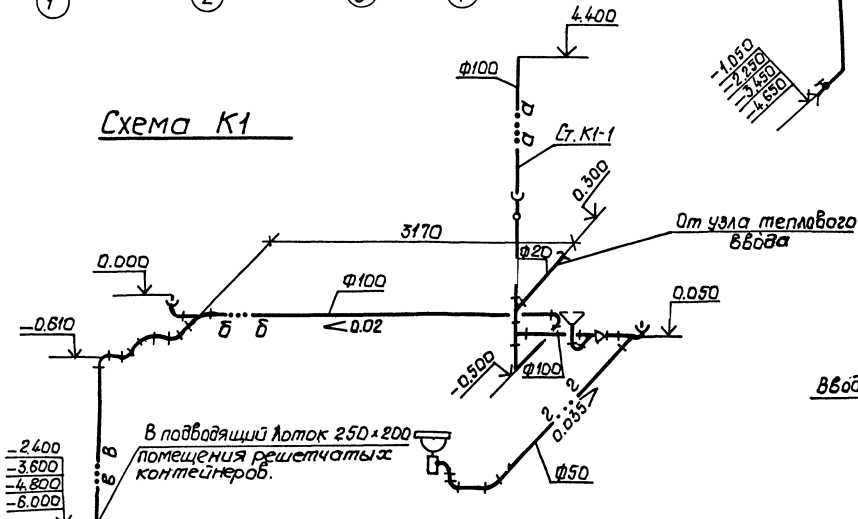 4.400
ф100
-1.050
-2.250
-3.450
-4.650
Схема К1
а
а
Ст. К1-1
0.300
3170
От узла теплового
ввода
ф20
0.000
ф100
0.050
б б
0.02
-0.610
-0.500
ф100
г
г
0.035
Ввод
В подводящий лоток 250×200
помещения решетчатых
контейнеров.
в
в
-2.400
-3.600
-4.800
-6.000
ф50